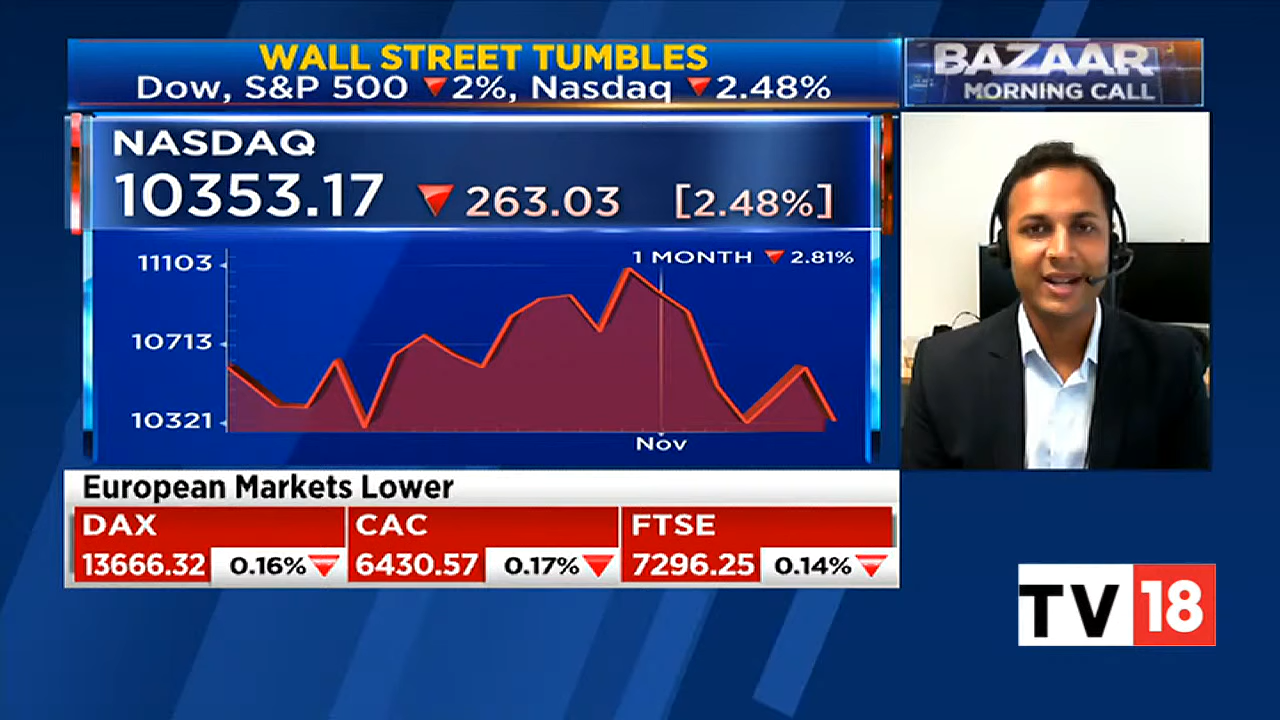 WALL STREET TUMBLES
Dow, S&P 500 ▼2%, Nasdaq ▼2.48%
BAZAAR
MORNING CALL
NASDAQ
10353.17 ▼ 263.03 [2.48%]
1 MONTH ▼ 2.81%
11103
10713
10321
Nov
European Markets Lower
DAX
13666.32 0.16%▼
CAC
6430.57 0.17%▼
FTSE
7296.25 0.14%▼
TV18